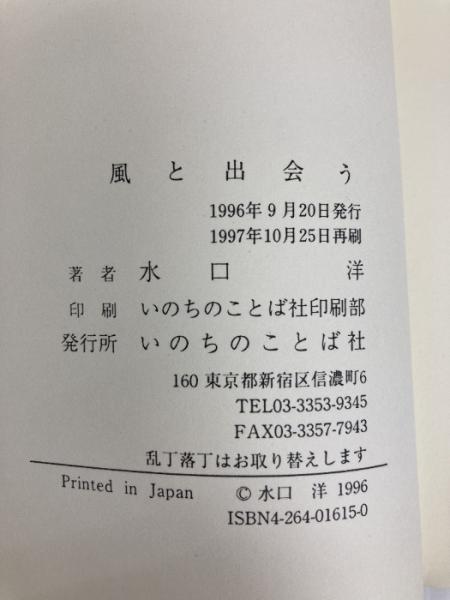 風と出会う
1996年9月20日発行
1997年10月25日再刷
著者 水口 洋
印刷 いのちのことば社印刷部
発行所 いのちのことば社
160 東京都新宿区信濃町6
TEL03-3353-9345
FAX03-3357-7943
乱丁落丁はお取り替えします
Printed in Japan © 水口 洋 1996
ISBN4-264-01615-0